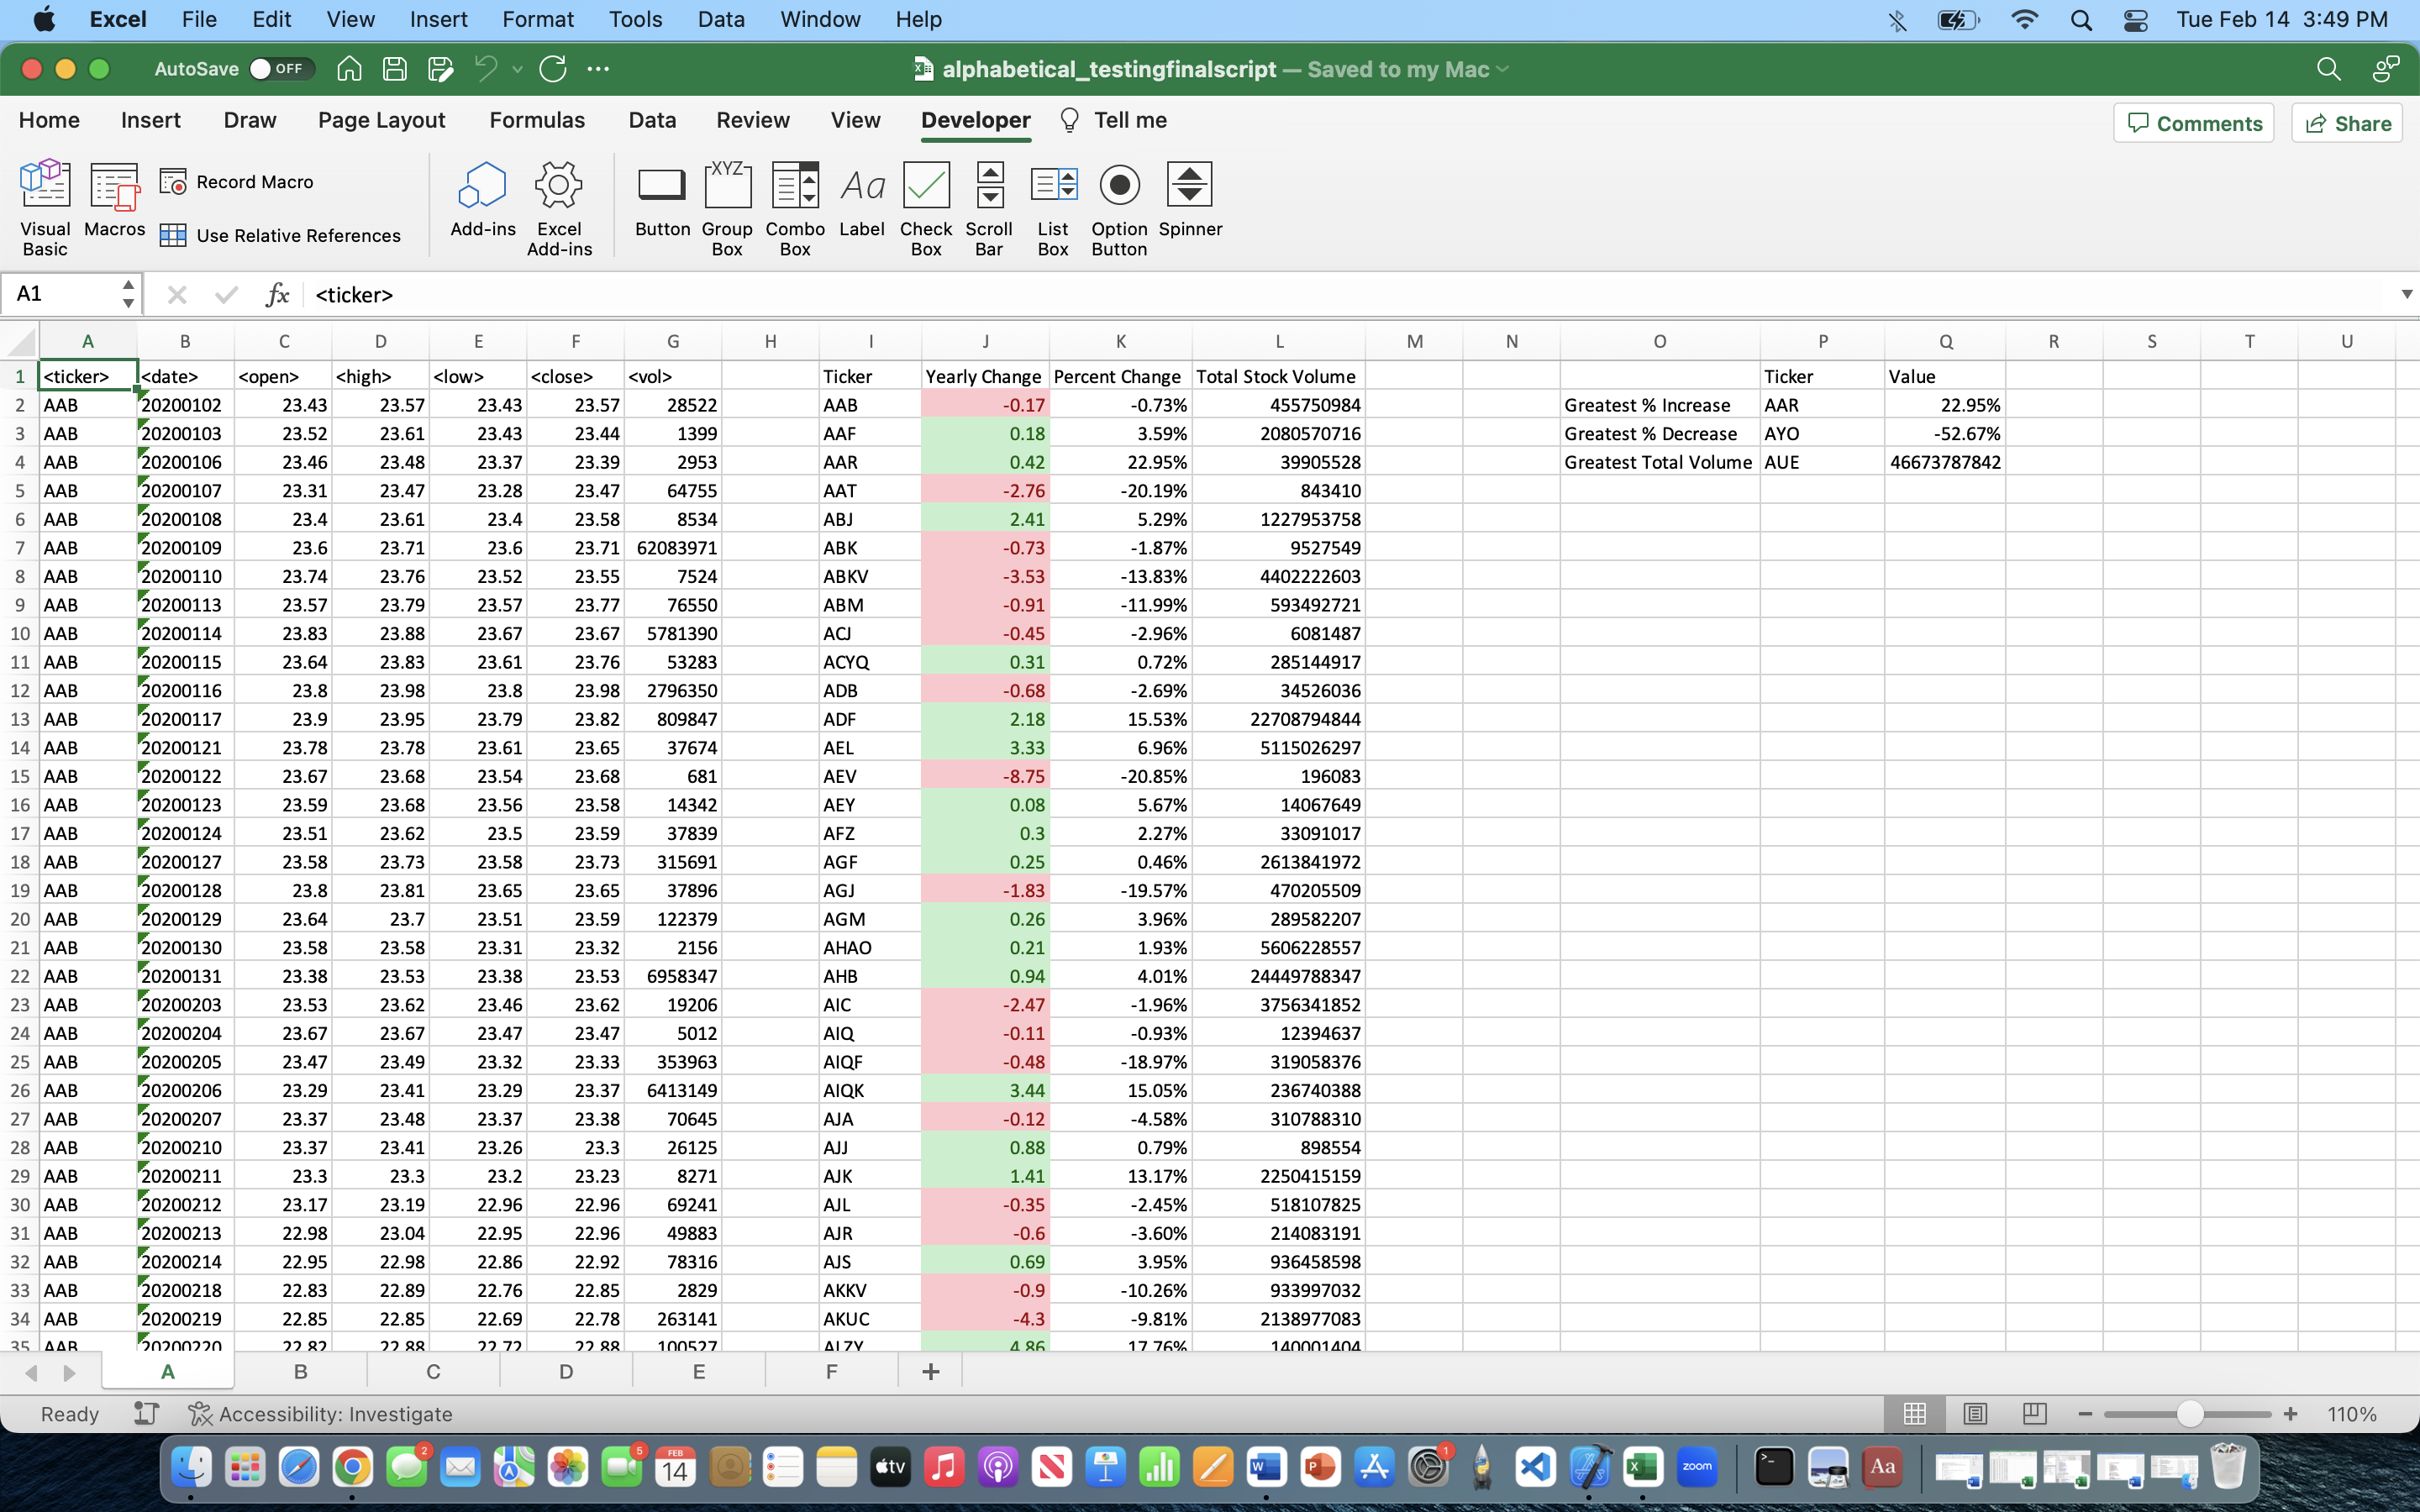 Excel File Edit View Insert Format Tools Data Window Help Tue Feb 14 3:49 PM
AutoSave OFF alphabetical_testingfinalscript — Saved to my Mac
Home Insert Draw Page Layout Formulas Data Review View Developer Tell me Comments Share
Visual Basic Macros Record Macro Use Relative References Add-ins Excel Add-ins XYZ Button Group Box Combo Box Aa Label Check Box Scroll Bar List Box Option Button Spinner
A1 fx <ticker>
A B C D E F G H I J K L M N O P Q R S T U
1 <ticker> <date> <open> <high> <low> <close> <vol> Ticker Yearly Change Percent Change Total Stock Volume Ticker Value
2 AAB 20200102 23.43 23.57 23.43 23.57 28522 AAB -0.17 -0.73% 455750984 Greatest % Increase AAR 22.95%
3 AAB 20200103 23.52 23.61 23.43 23.44 1399 AAF 0.18 3.59% 2080570716 Greatest % Decrease AYO -52.67%
4 AAB 20200106 23.46 23.48 23.37 23.39 2953 AAR 0.42 22.95% 39905528 Greatest Total Volume AUE 46673787842
5 AAB 20200107 23.31 23.47 23.28 23.47 64755 AAT -2.76 -20.19% 843410
6 AAB 20200108 23.4 23.61 23.4 23.58 8534 ABJ 2.41 5.29% 1227953758
7 AAB 20200109 23.6 23.71 23.6 23.71 62083971 ABK -0.73 -1.87% 9527549
8 AAB 20200110 23.74 23.76 23.52 23.55 7524 ABKV -3.53 -13.83% 4402222603
9 AAB 20200113 23.57 23.79 23.57 23.77 76550 ABM -0.91 -11.99% 593492721
10 AAB 20200114 23.83 23.88 23.67 23.67 5781390 ACJ -0.45 -2.96% 6081487
11 AAB 20200115 23.64 23.83 23.61 23.76 53283 ACYQ 0.31 0.72% 285144917
12 AAB 20200116 23.8 23.98 23.8 23.98 2796350 ADB -0.68 -2.69% 34526036
13 AAB 20200117 23.9 23.95 23.79 23.82 809847 ADF 2.18 15.53% 22708794844
14 AAB 20200121 23.78 23.78 23.61 23.65 37674 AEL 3.33 6.96% 5115026297
15 AAB 20200122 23.67 23.68 23.54 23.68 681 AEV -8.75 -20.85% 196083
16 AAB 20200123 23.59 23.68 23.56 23.58 14342 AEY 0.08 5.67% 14067649
17 AAB 20200124 23.51 23.62 23.5 23.59 37839 AFZ 0.3 2.27% 33091017
18 AAB 20200127 23.58 23.73 23.58 23.73 315691 AGF 0.25 0.46% 2613841972
19 AAB 20200128 23.8 23.81 23.65 23.65 37896 AGJ -1.83 -19.57% 470205509
20 AAB 20200129 23.64 23.7 23.51 23.59 122379 AGM 0.26 3.96% 289582207
21 AAB 20200130 23.58 23.58 23.31 23.32 2156 AHAO 0.21 1.93% 5606228557
22 AAB 20200131 23.38 23.53 23.38 23.53 6958347 AHB 0.94 4.01% 24449788347
23 AAB 20200203 23.53 23.62 23.46 23.62 19206 AIC -2.47 -1.96% 3756341852
24 AAB 20200204 23.67 23.67 23.47 23.47 5012 AIQ -0.11 -0.93% 12394637
25 AAB 20200205 23.47 23.49 23.32 23.33 353963 AIQF -0.48 -18.97% 319058376
26 AAB 20200206 23.29 23.41 23.29 23.37 6413149 AIQK 3.44 15.05% 236740388
27 AAB 20200207 23.37 23.48 23.37 23.38 70645 AJA -0.12 -4.58% 310788310
28 AAB 20200210 23.37 23.41 23.26 23.3 26125 AJJ 0.88 0.79% 898554
29 AAB 20200211 23.3 23.3 23.2 23.23 8271 AJK 1.41 13.17% 2250415159
30 AAB 20200212 23.17 23.19 22.96 22.96 69241 AJL -0.35 -2.45% 518107825
31 AAB 20200213 22.98 23.04 22.95 22.96 49883 AJR -0.6 -3.60% 214083191
32 AAB 20200214 22.95 22.98 22.86 22.92 78316 AJS 0.69 3.95% 936458598
33 AAB 20200218 22.83 22.89 22.76 22.85 2829 AKKV -0.9 -10.26% 933997032
34 AAB 20200219 22.85 22.85 22.69 22.78 263141 AKUC -4.3 -9.81% 2138977083
35 AAB 20200220 22.82 22.88 22.72 22.88 100527 ALZY 4.86 17.76% 140001404
A B C D E F +
Ready Accessibility: Investigate 110%
2 5 FEB 14 tv W P 1 X zoom Aa